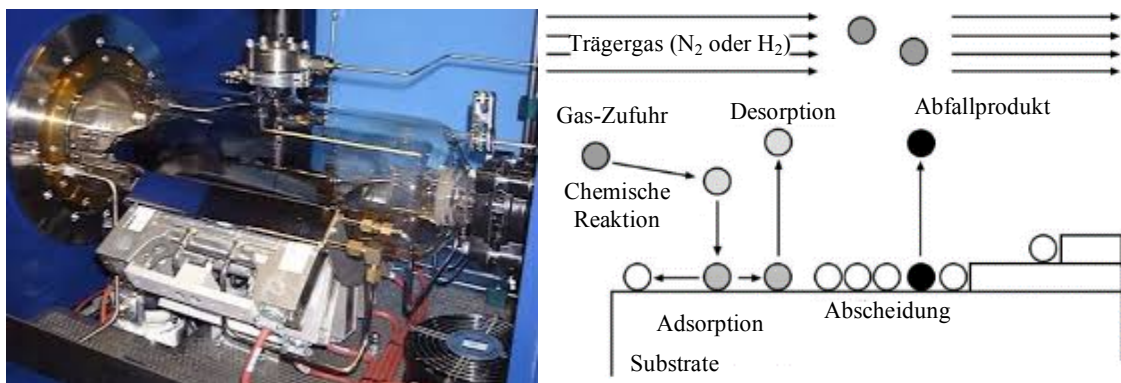 Trägergas (N₂ oder H₂)
Gas-Zufuhr
Desorption
Abfallprodukt
Chemische
Reaktion
Adsorption
Abscheidung
Substrate